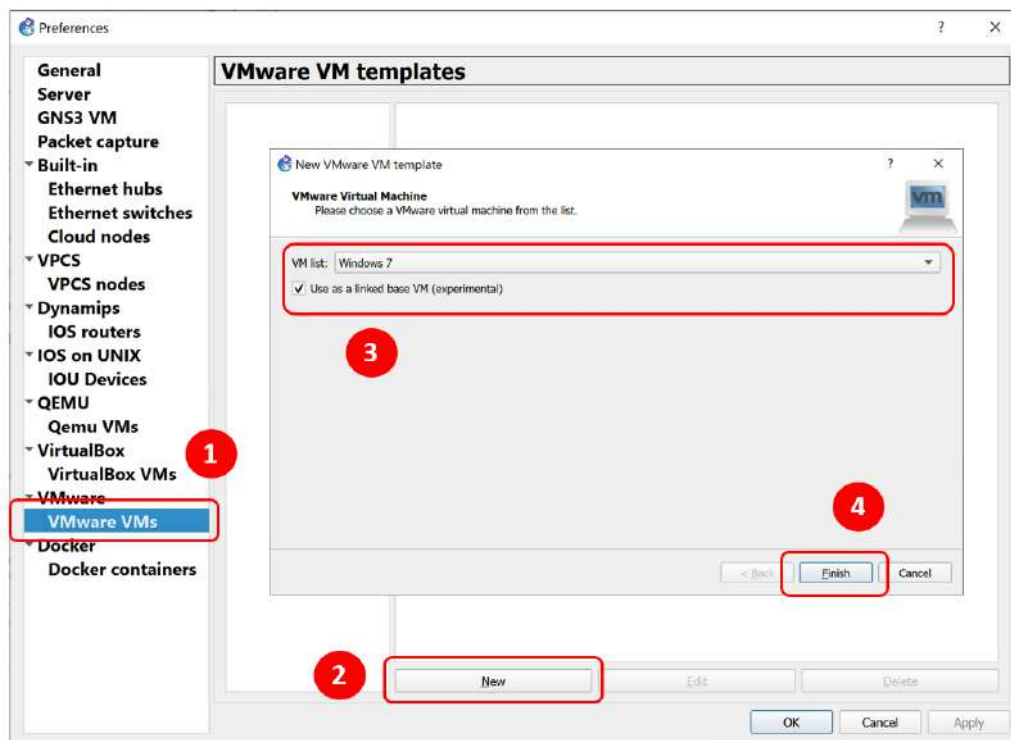 Preferences
General
Server
GNS3 VM
Packet capture
Built-in
Ethernet hubs
Ethernet switches
Cloud nodes
VPCS
VPCS nodes
Dynamips
IOS routers
IOS on UNIX
IOU Devices
QEMU
Qemu VMs
VirtualBox
VirtualBox VMs
VMware
VMware VMs
Docker
Docker containers
1
VMware VM templates
New VMware VM template
VMware Virtual Machine
Please choose a VMware virtual machine from the list.
vm
VM list: Windows 7
Use as a linked base VM (experimental)
3
4
< Back Finish Cancel
2
New Edit Delete
OK Cancel Apply